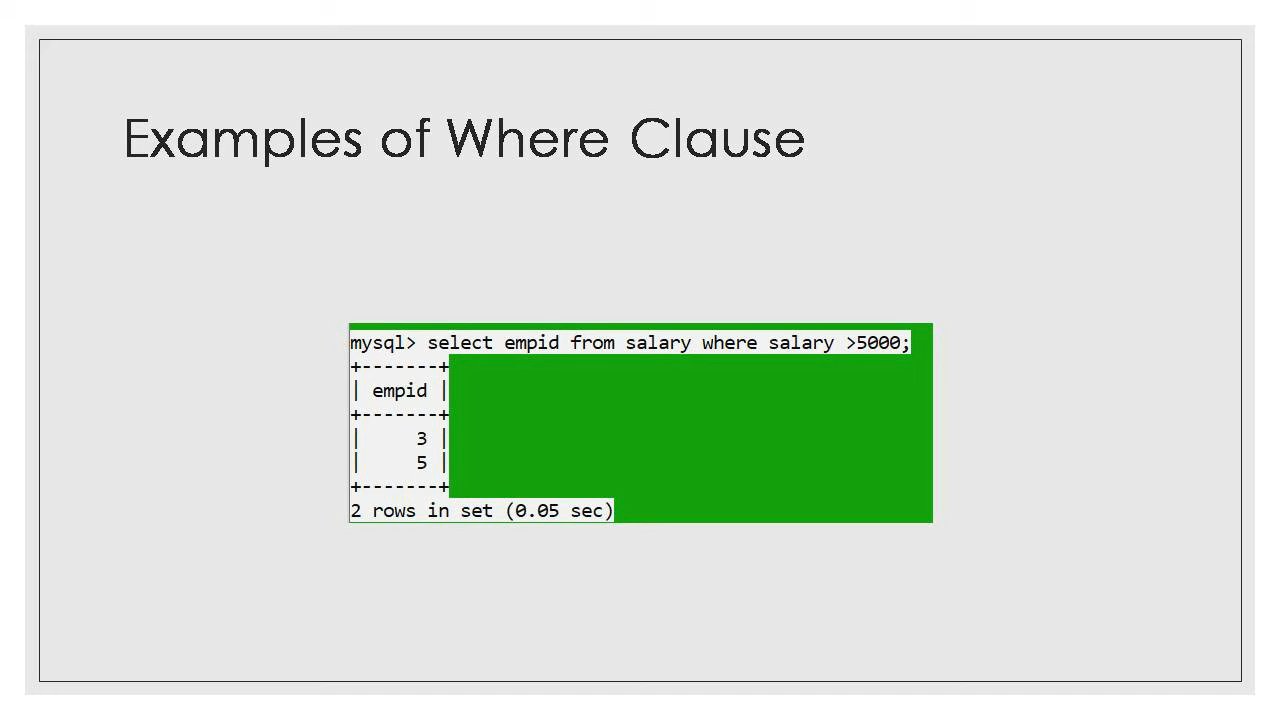 Examples of Where Clause
mysql> select empid from salary where salary >5000;
+-------+
| empid |
+-------+
|     3 |
|     5 |
+-------+
2 rows in set (0.05 sec)